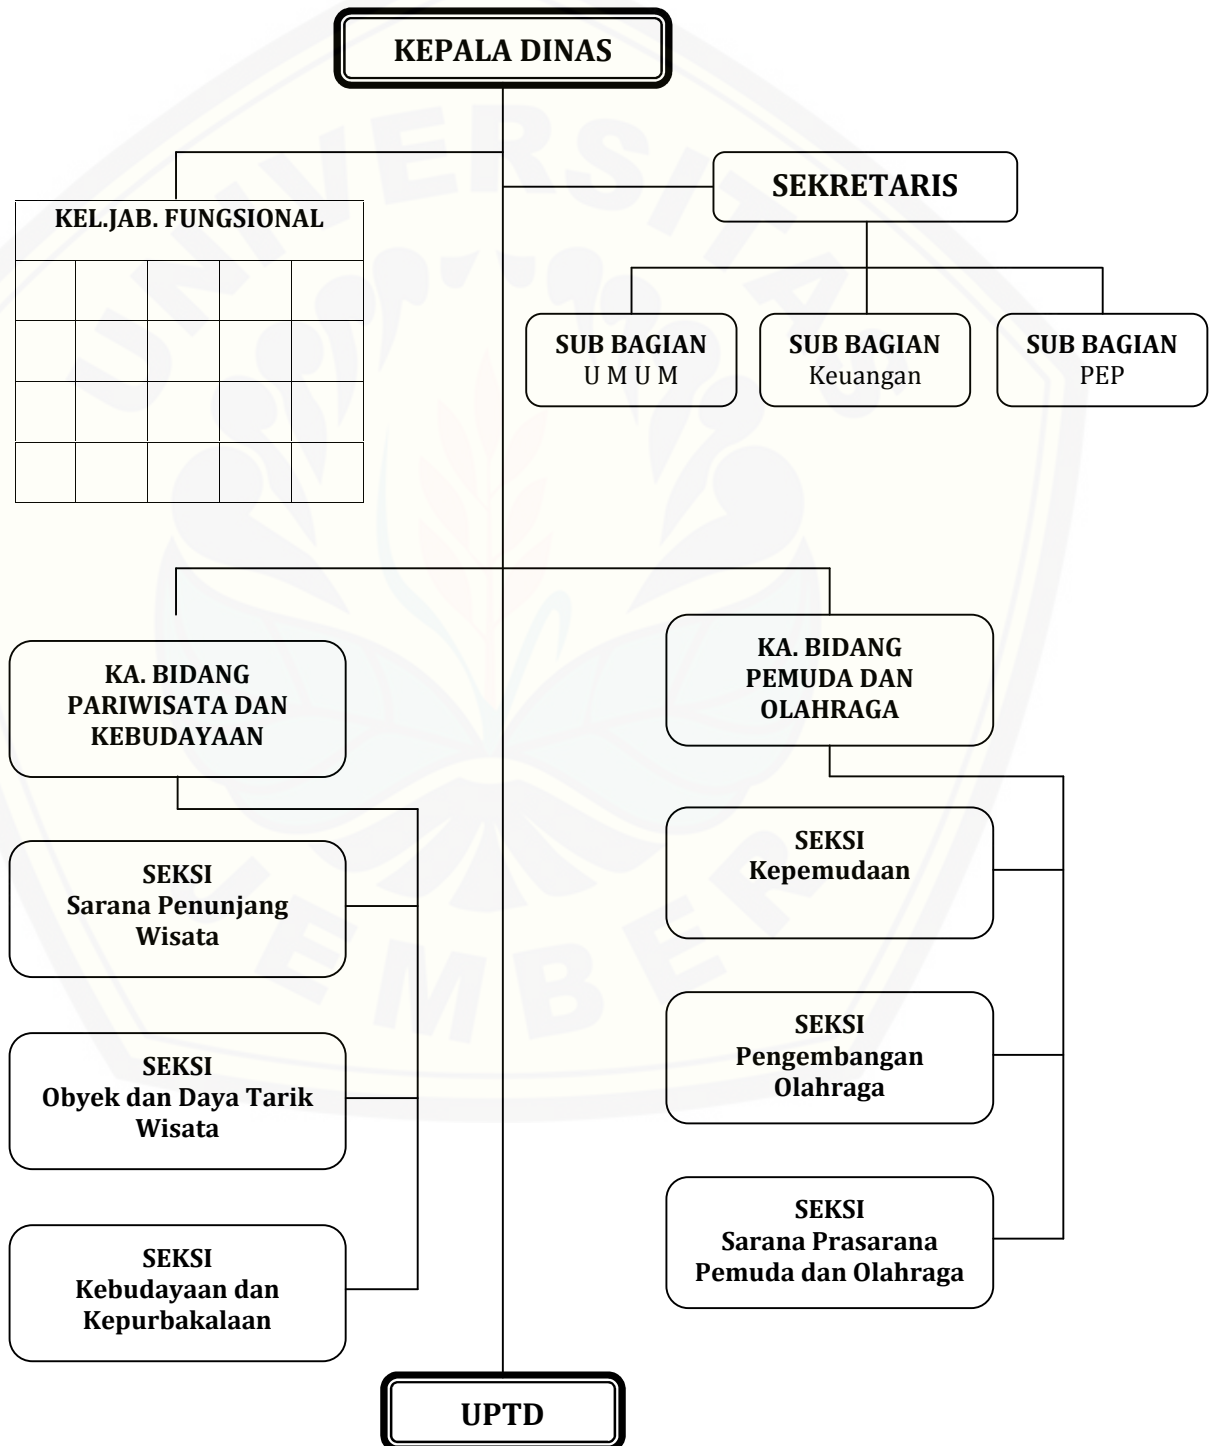 KEPALA DINAS
SEKRETARIS
KEL.JAB. FUNGSIONAL
SUB BAGIAN
U M U M
SUB BAGIAN
Keuangan
SUB BAGIAN
PEP
KA. BIDANG
PARIWISATA DAN
KEBUDAYAAN
KA. BIDANG
PEMUDA DAN
OLAHRAGA
SEKSI
Sarana Penunjang
Wisata
SEKSI
Kepemudaan
SEKSI
Obyek dan Daya Tarik
Wisata
SEKSI
Pengembangan
Olahraga
SEKSI
Kebudayaan dan
Kepurbakalaan
SEKSI
Sarana Prasarana
Pemuda dan Olahraga
UPTD
UNIVERSITAS
JEMBER